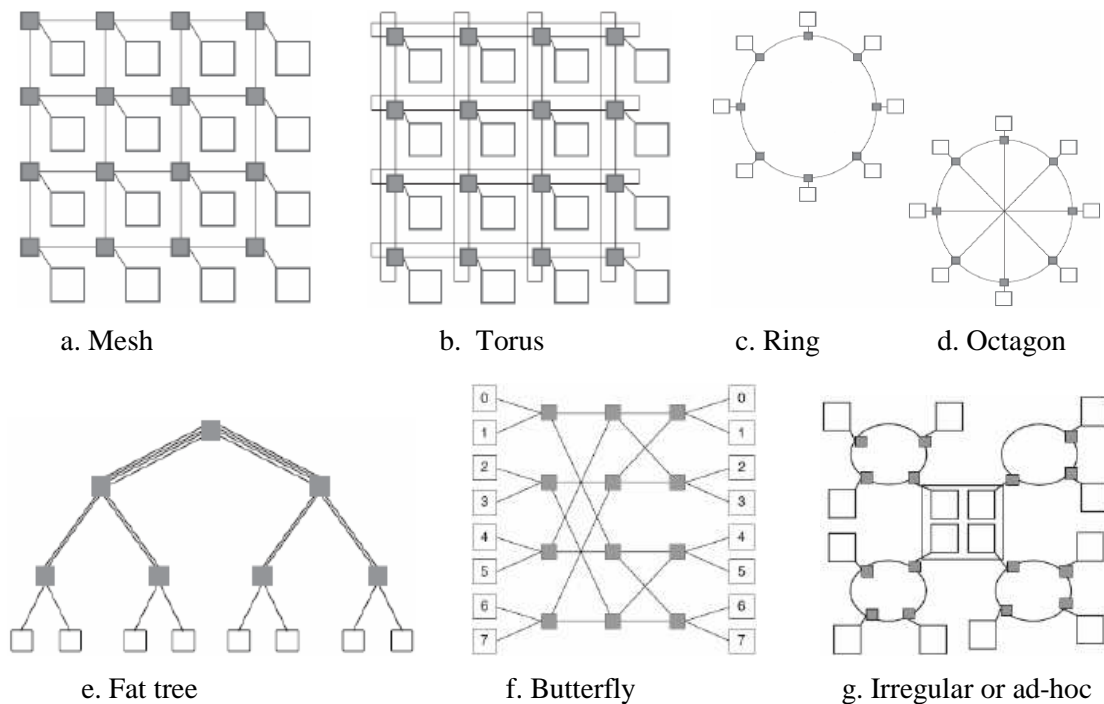 a. Mesh
b. Torus
c. Ring
d. Octagon
0
0
1
1
2
2
3
3
4
4
5
5
6
6
7
7
e. Fat tree
f. Butterfly
g. Irregular or ad-hoc